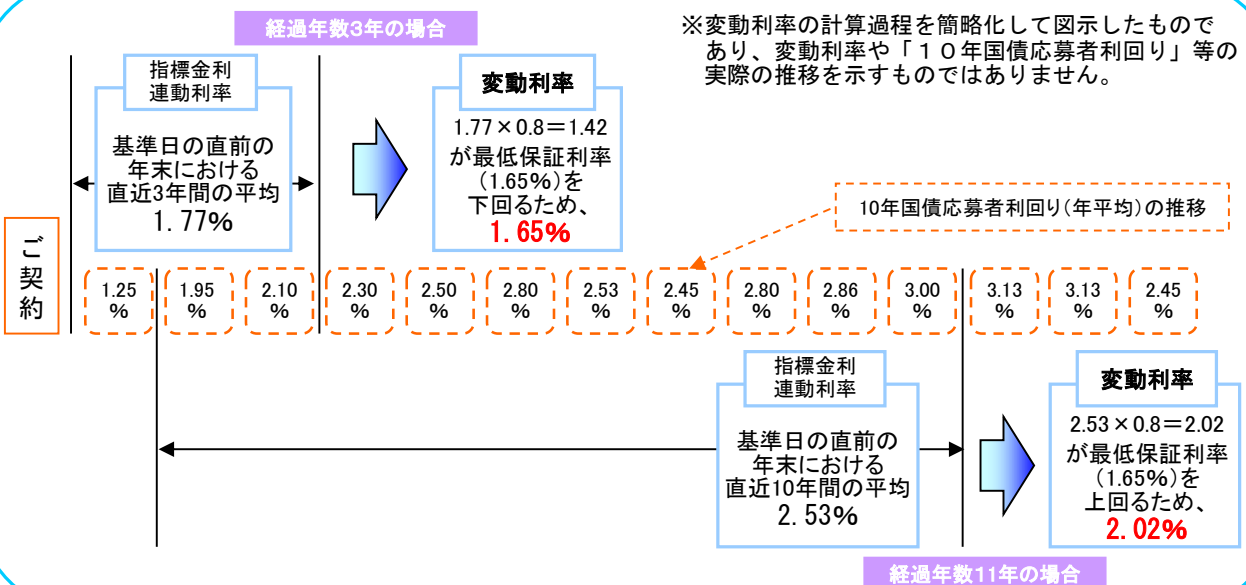 経過年数3年の場合
※変動利率の計算過程を簡略化して図示したもので
あり、変動利率や「１０年国債応募者利回り」等の
実際の推移を示すものではありません。
指標金利
連動利率
基準日の直前の
年末における
直近3年間の平均
1.77%
変動利率
1.77×0.8＝1.42
が最低保証利率
(1.65%)を
下回るため、
1.65%
10年国債応募者利回り(年平均)の推移
ご
契
約
1.25
%
1.95
%
2.10
%
2.30
%
2.50
%
2.80
%
2.53
%
2.45
%
2.80
%
2.86
%
3.00
%
3.13
%
3.13
%
2.45
%
指標金利
連動利率
基準日の直前の
年末における
直近10年間の平均
2.53%
変動利率
2.53×0.8＝2.02
が最低保証利率
(1.65%)を
上回るため、
2.02%
経過年数11年の場合